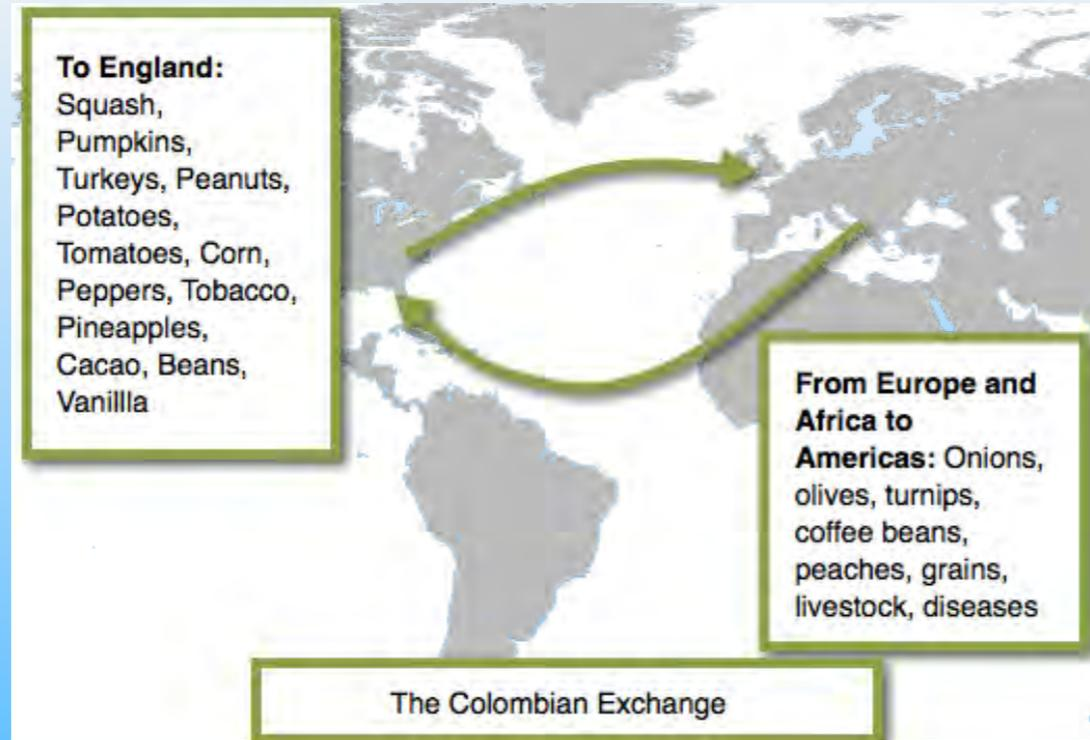 To England:
Squash,
Pumpkins,
Turkeys, Peanuts,
Potatoes,
Tomatoes, Corn,
Peppers, Tobacco,
Pineapples,
Cacao, Beans,
Vanillla
From Europe and
Africa to
Americas: Onions,
olives, turnips,
coffee beans,
peaches, grains,
livestock, diseases
The Colombian Exchange